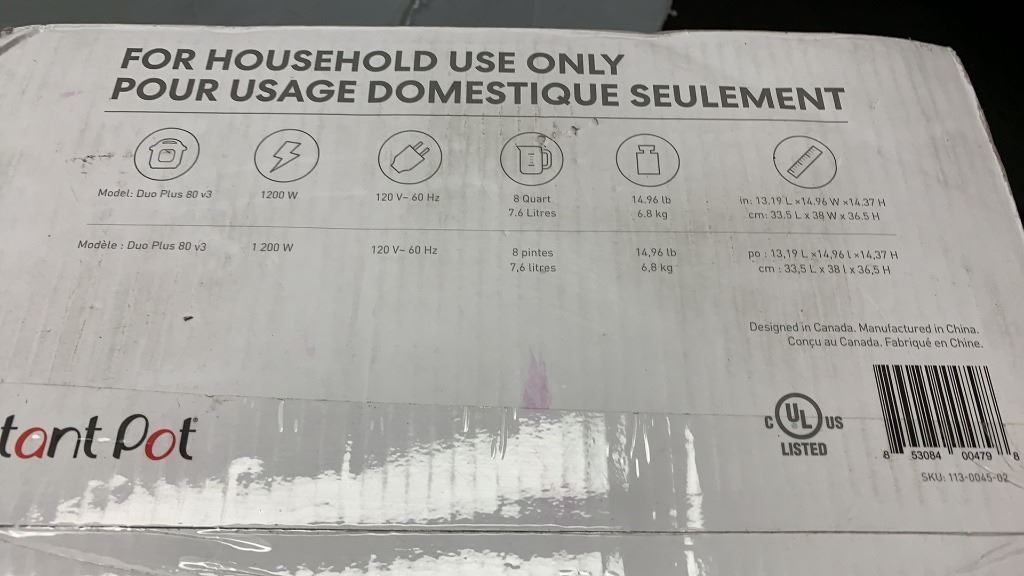 FOR HOUSEHOLD USE ONLY
POUR USAGE DOMESTIQUE SEULEMENT
Model: Duo Plus 80 v3
1200 W
120 V~ 60 Hz
8 Quart
7.6 Litres
14.96 lb
6.8 kg
in: 13,19 L x14.96 W x14.37 H
cm: 33.5 L x 38 W x 36.5 H
Modèle : Duo Plus 80 v3
1 200 W
120 V~ 60 Hz
8 pintes
7,6 litres
14,96 lb
6,8 kg
po : 13,19 L x14,96 l x14,37 H
cm : 33,5 L x 38 l x 36,5 H
Designed in Canada. Manufactured in China.
Conçu au Canada. Fabriqué en Chine.
tant Pot
C UL US
LISTED
8 53084 00479 8
SKU: 113-0045-02